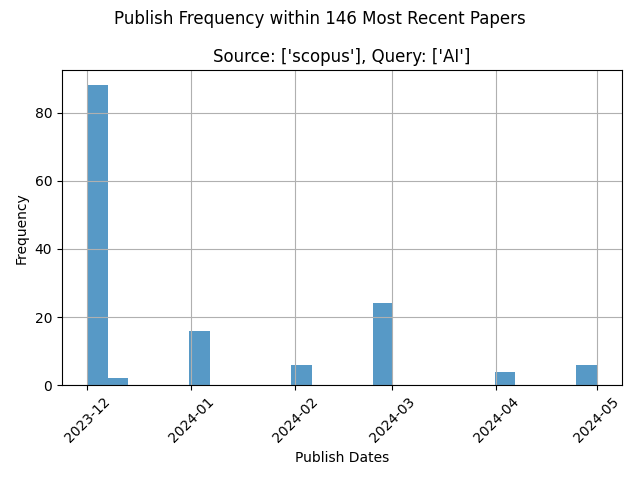 Publish Frequency within 146 Most Recent Papers
Source: ['scopus'], Query: ['AI']
80
60
40
20
0
Frequency
2023-12
2024-01
2024-02
2024-03
2024-04
2024-05
Publish Dates